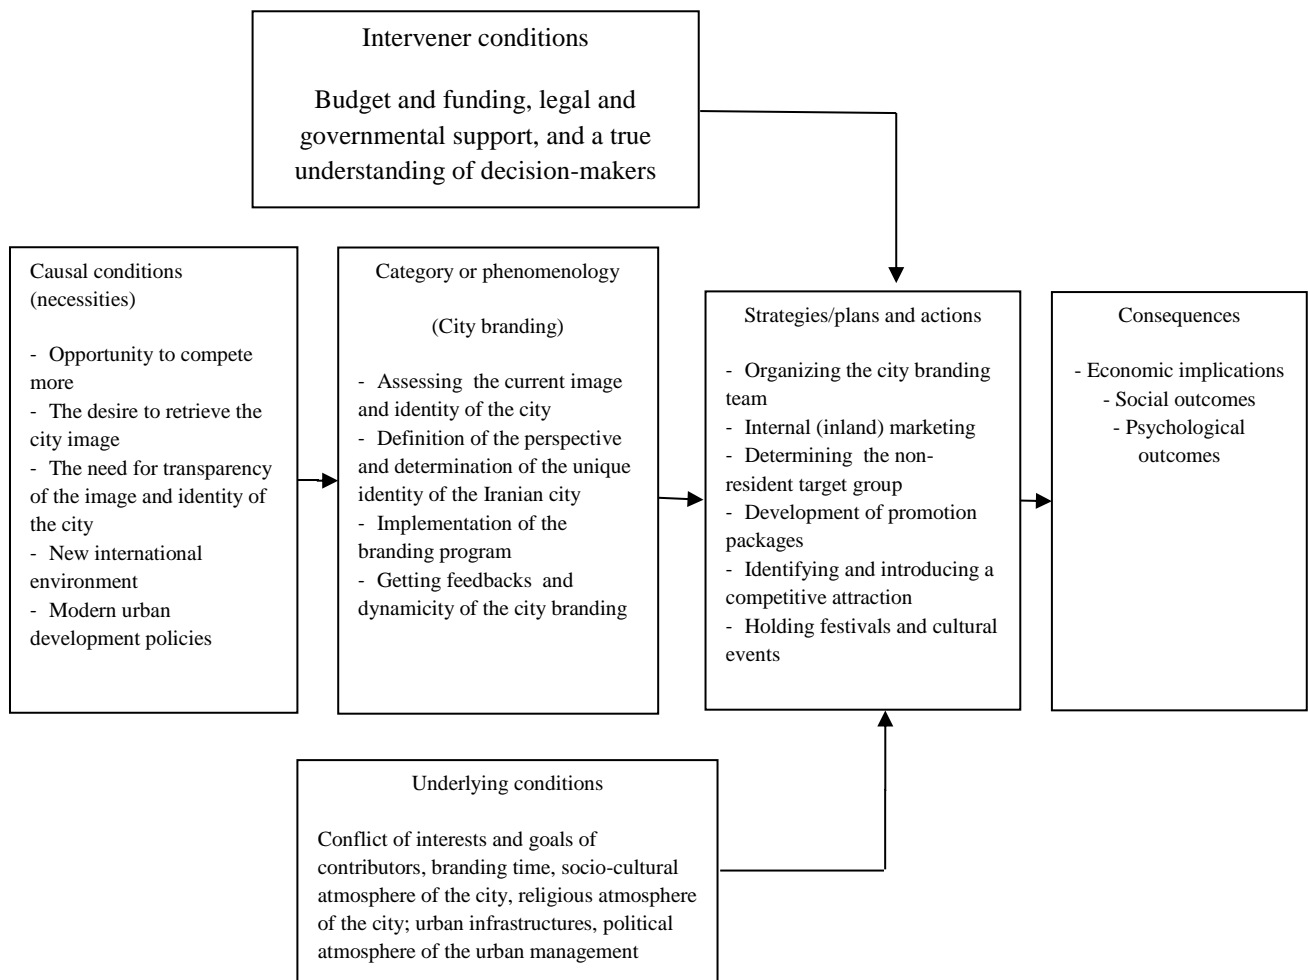 Intervener conditions
Budget and funding, legal and
governmental support, and a true
understanding of decision-makers
Causal conditions
(necessities)
- Opportunity to compete
more
- The desire to retrieve the
city image
- The need for transparency
of the image and identity of
the city
- New international
environment
- Modern urban
development policies
Category or phenomenology
(City branding)
- Assessing the current image
and identity of the city
- Definition of the perspective
and determination of the unique
identity of the Iranian city
- Implementation of the
branding program
- Getting feedbacks and
dynamicity of the city branding
Strategies/plans and actions
- Organizing the city branding
team
- Internal (inland) marketing
- Determining the non-
resident target group
- Development of promotion
packages
- Identifying and introducing a
competitive attraction
- Holding festivals and cultural
events
Consequences
- Economic implications
- Social outcomes
- Psychological
outcomes
Underlying conditions
Conflict of interests and goals of
contributors, branding time, socio-cultural
atmosphere of the city, religious atmosphere
of the city; urban infrastructures, political
atmosphere of the urban management